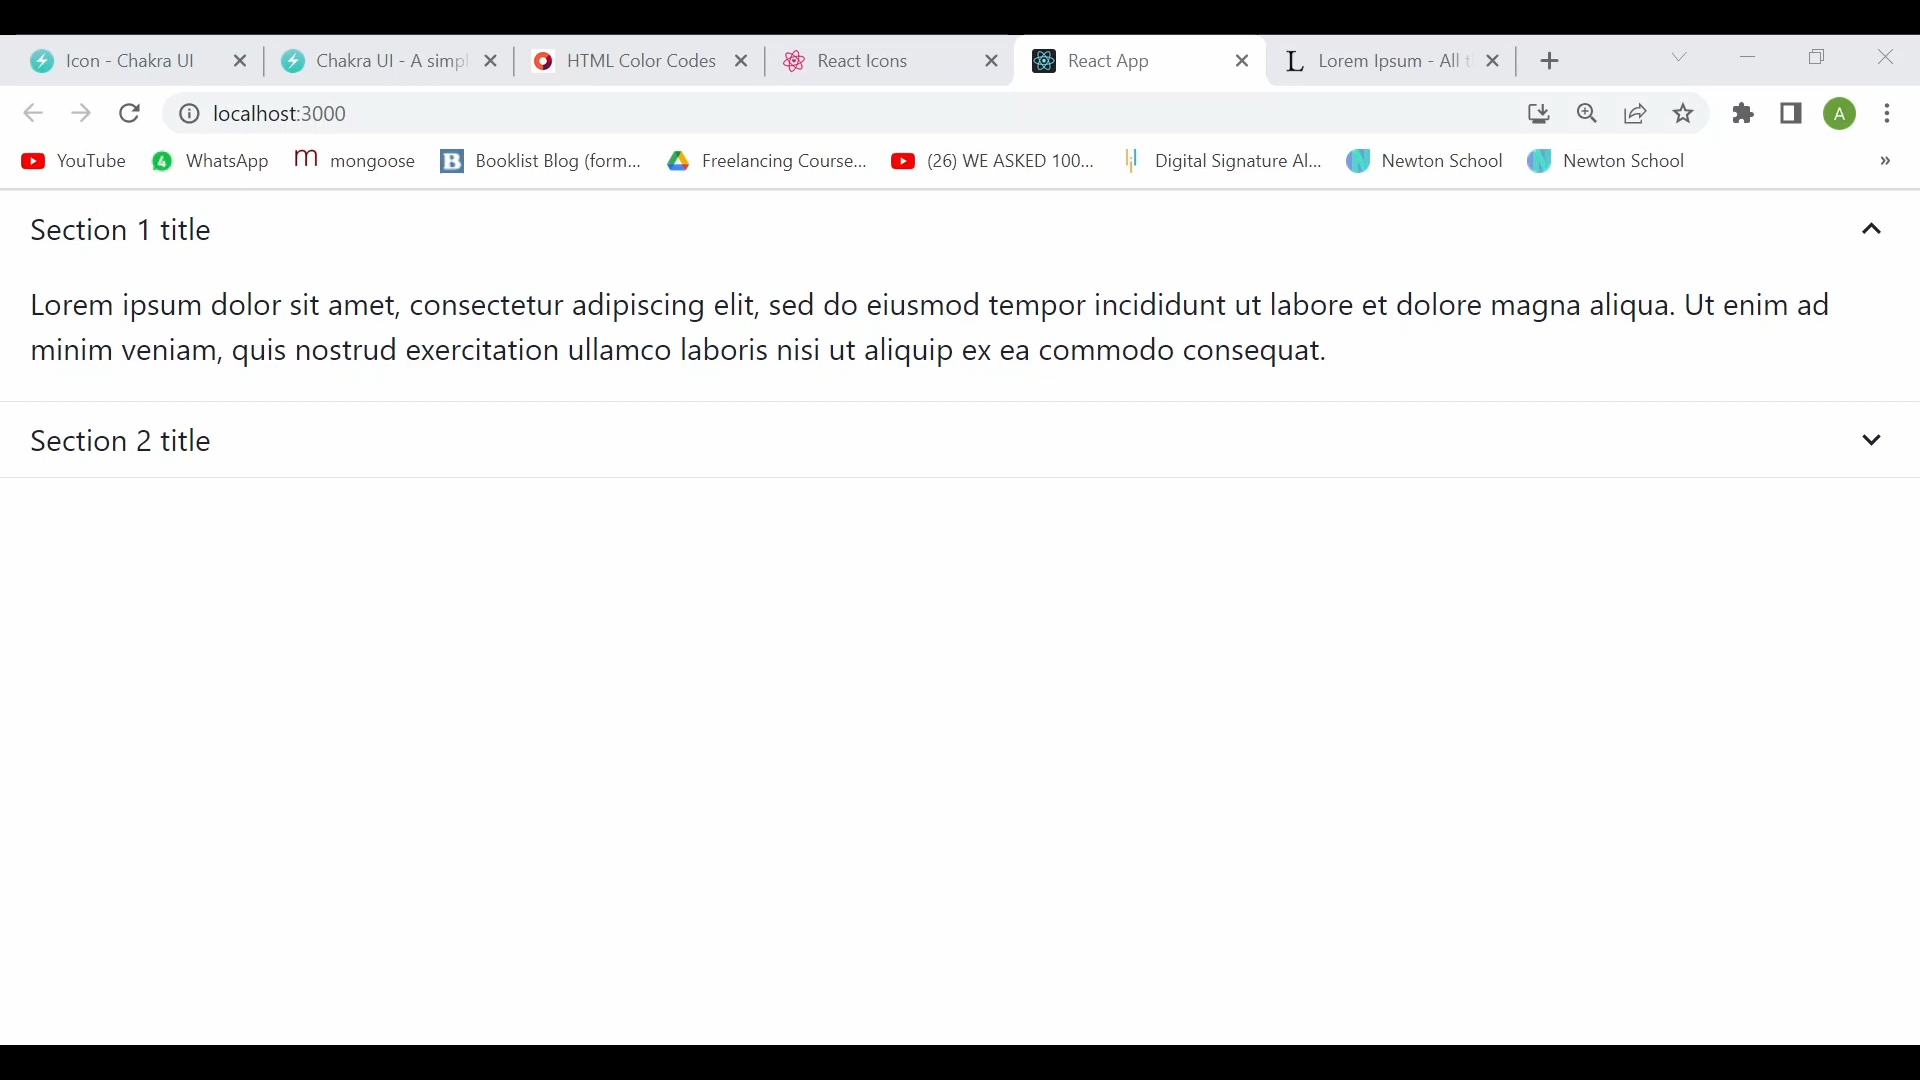 Icon - Chakra UI
Chakra UI - A simpl
HTML Color Codes
React Icons
React App
L Lorem Ipsum - All t
localhost:3000
A
YouTube
4 WhatsApp
m mongoose
B Booklist Blog (form...
Freelancing Course...
(26) WE ASKED 100...
Digital Signature Al...
Newton School
Newton School
»
Section 1 title
Lorem ipsum dolor sit amet, consectetur adipiscing elit, sed do eiusmod tempor incididunt ut labore et dolore magna aliqua. Ut enim ad
minim veniam, quis nostrud exercitation ullamco laboris nisi ut aliquip ex ea commodo consequat.
Section 2 title